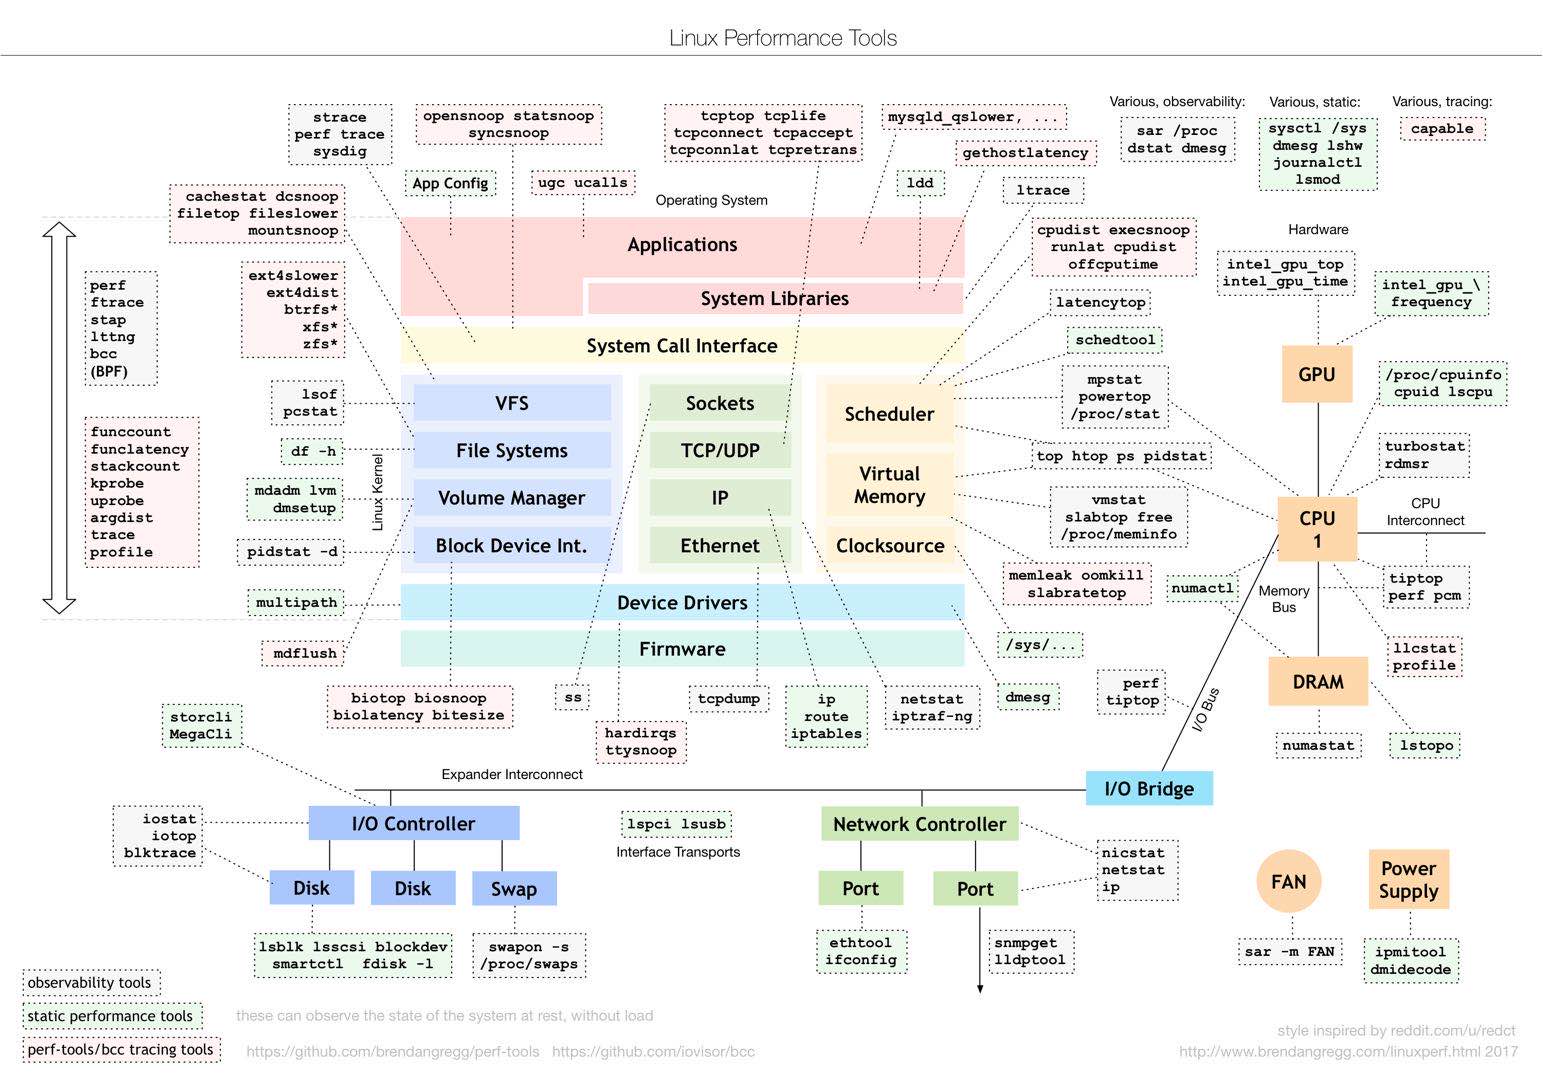 Linux Performance Tools
strace
perf trace
sysdig
opensnoop statsnoop
syncsnoop
tcptop tcplife
tcpconnect tcpaccept
tcpconnlat tcpretrans
mysqld_qslower, ...
gethostlatency
Various, observability:
sar /proc
dstat dmesg
Various, static:
sysctl /sys
dmesg lshw
journalctl
lsmod
Various, tracing:
capable
App Config
ugc ucalls
ldd
ltrace
cachestat dcsnoop
filetop fileslower
mountsnoop
Operating System
Applications
System Libraries
System Call Interface
cpudist execsnoop
runlat cpudist
offcputime
Hardware
intel_gpu_top
intel_gpu_time
intel_gpu_\
frequency
perf
ftrace
stap
lttng
bcc
(BPF)
ext4slower
ext4dist
btrfs*
xfs*
zfs*
latencytop
schedtool
GPU
lsof
pcstat
VFS
Sockets
Scheduler
mpstat
powertop
/proc/stat
/proc/cpuinfo
cpuid lscpu
funccount
funclatency
stackcount
kprobe
uprobe
argdist
trace
profile
df -h
Linux Kernel
File Systems
TCP/UDP
Virtual
Memory
top htop ps pidstat
turbostat
rdmsr
mdadm lvm
dmsetup
Volume Manager
IP
vmstat
slabtop free
/proc/meminfo
CPU
1
CPU
Interconnect
pidstat -d
Block Device Int.
Ethernet
Clocksource
memleak oomkill
slabratetop
numactl
Memory
Bus
tiptop
perf pcm
multipath
Device Drivers
mdflush
Firmware
/sys/...
llcstat
profile
DRAM
biotop biosnoop
biolatency bitesize
ss
hardirqs
ttysnoop
tcpdump
ip
route
iptables
netstat
iptraf-ng
dmesg
perf
tiptop
I/O Bus
numastat
lstopo
storcli
MegaCli
Expander Interconnect
I/O Bridge
iostat
iotop
blktrace
I/O Controller
lspci lsusb
Interface Transports
Network Controller
nicstat
netstat
ip
Disk
Disk
Swap
Port
Port
FAN
Power
Supply
lsblk lsscsi blockdev
smartctl fdisk -l
swapon -s
/proc/swaps
ethtool
ifconfig
snmpget
lldptool
sar -m FAN
ipmitool
dmidecode
observability tools
static performance tools
these can observe the state of the system at rest, without load
perf-tools/bcc tracing tools
https://github.com/brendangregg/perf-tools https://github.com/iovisor/bcc
style inspired by reddit.com/u/redct
http://www.brendangregg.com/linuxperf.html 2017